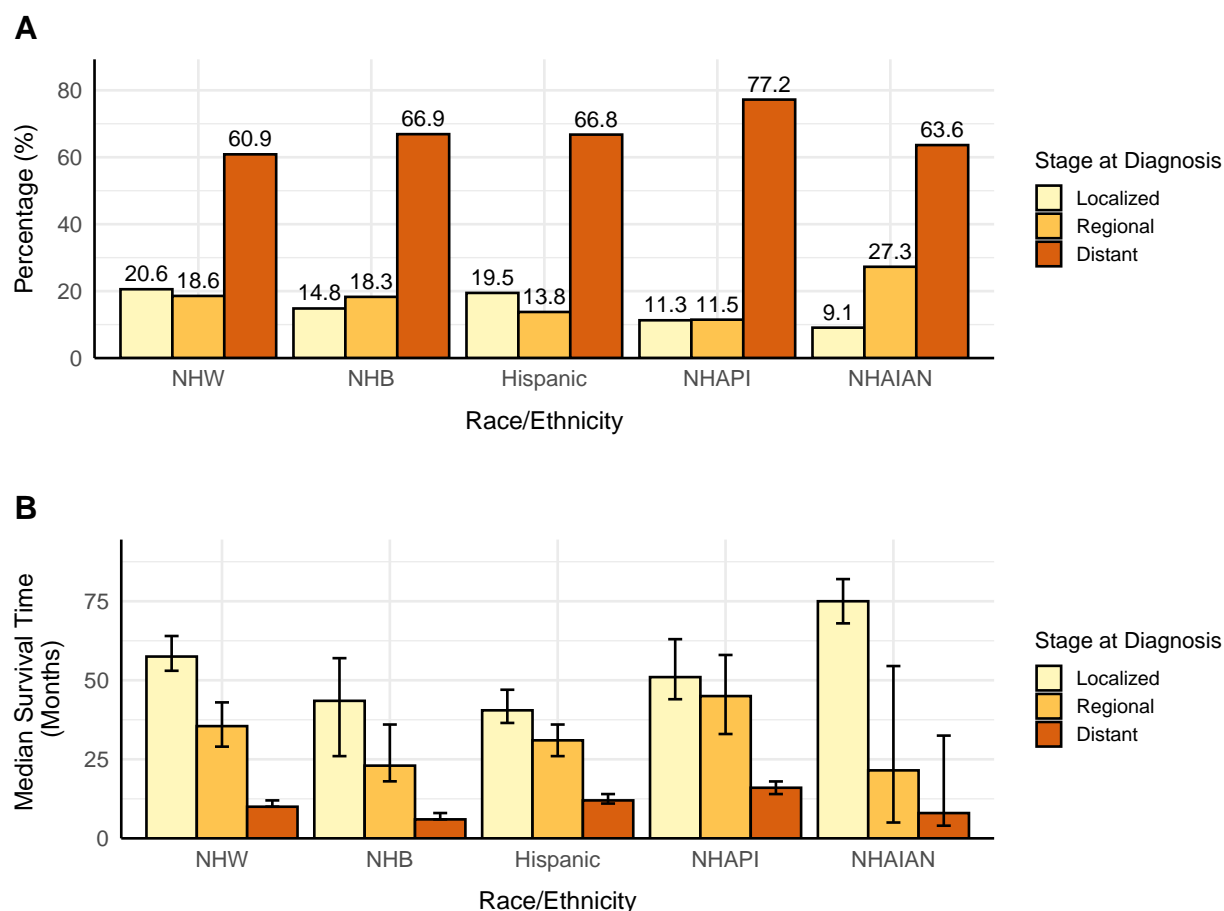 A
80
60
40
20
0
Percentage (%)
20.6 18.6 60.9 14.8 18.3 66.9 19.5 13.8 66.8 11.3 11.5 77.2 9.1 27.3 63.6
NHW NHB Hispanic NHAPI NHAIAN
Race/Ethnicity
Stage at Diagnosis
Localized
Regional
Distant
B
75
50
25
0
Median Survival Time
(Months)
NHW NHB Hispanic NHAPI NHAIAN
Race/Ethnicity
Stage at Diagnosis
Localized
Regional
Distant